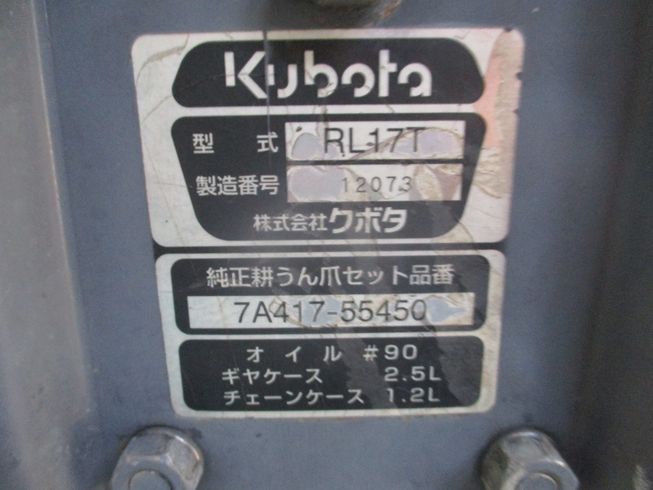 Kubota
型式 RL17T
製造番号 12073
株式会社クボタ
純正耕うん爪セット品番
7A417-55450
オイル #90
ギヤケース 2.5L
チェーンケース 1.2L